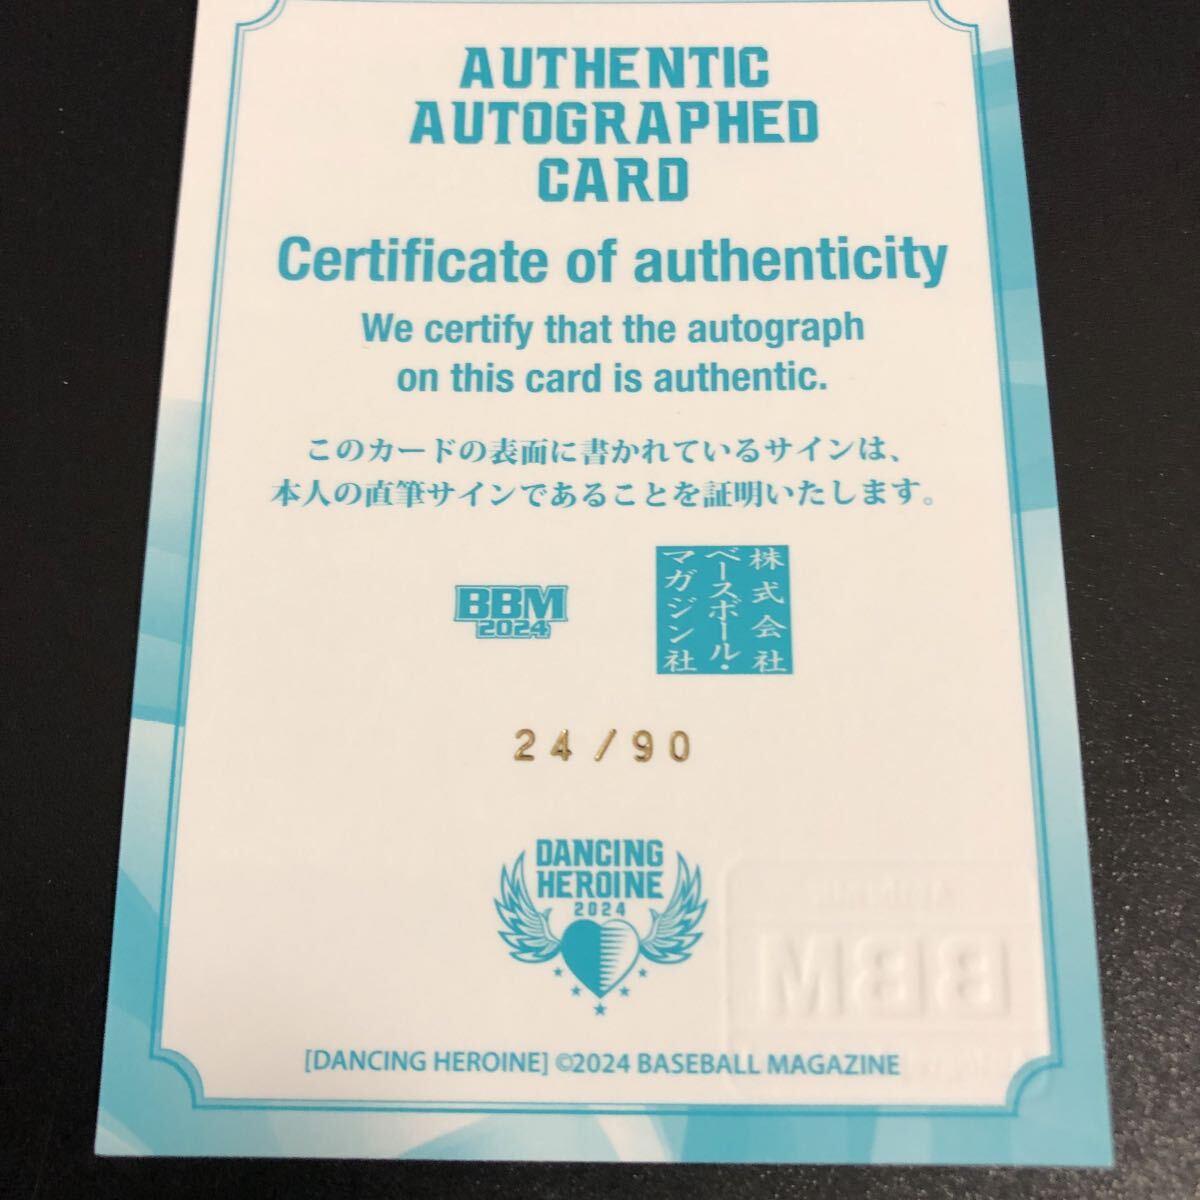 AUTHENTIC
AUTOGRAPHED
CARD
Certificate of authenticity
We certify that the autograph
on this card is authentic.
このカードの表面に書かれているサインは、
本人の直筆サインであることを証明いたします。
BBM
2024
株式会社
ベースボール・
マガジン社
24/90
DANCING
HEROINE
2024
BBM
[DANCING HEROINE] ©2024 BASEBALL MAGAZINE